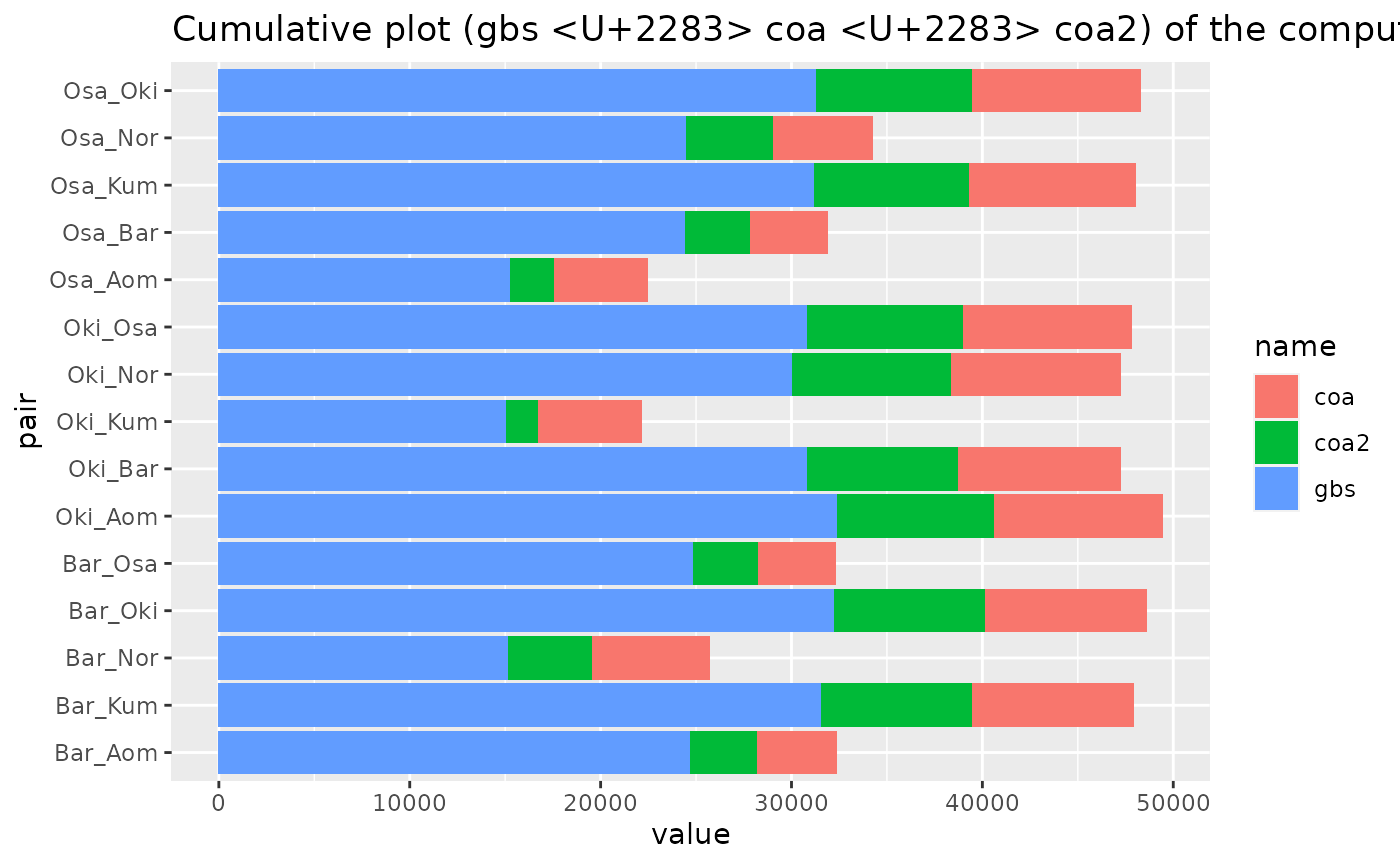 Cumulative plot (gbs <U+2283> coa <U+2283> coa2) of the comput
Osa_Oki
Osa_Nor
Osa_Kum
Osa_Bar
Osa_Aom
Oki_Osa
Oki_Nor
Oki_Kum
Oki_Bar
Oki_Aom
Bar_Osa
Bar_Oki
Bar_Nor
Bar_Kum
Bar_Aom
pair
0 10000 20000 30000 40000 50000
value
name
coa
coa2
gbs